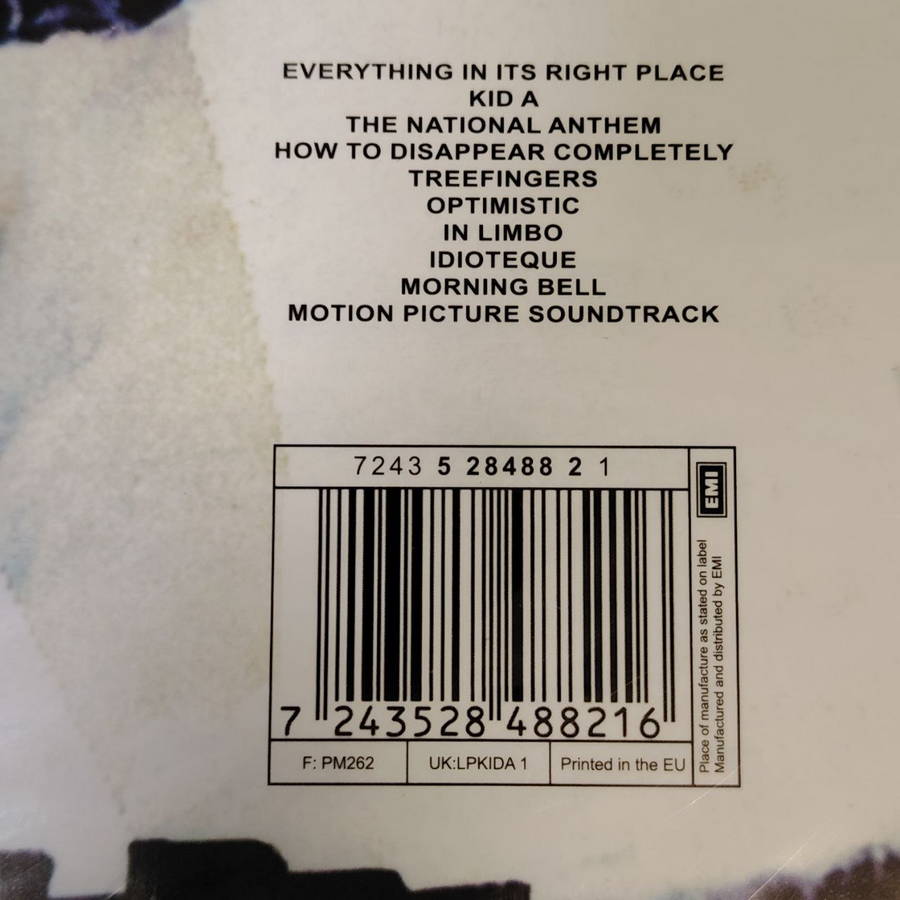 EVERYTHING IN ITS RIGHT PLACE
KID A
THE NATIONAL ANTHEM
HOW TO DISAPPEAR COMPLETELY
TREEFINGERS
OPTIMISTIC
IN LIMBO
IDIOTEQUE
MORNING BELL
MOTION PICTURE SOUNDTRACK
7243 5 28488 2 1
EMI
Place of manufacture as stated on label
Manufactured and distributed by EMI
7 243528 488216
F: PM262
UK:LPKIDA 1
Printed in the EU